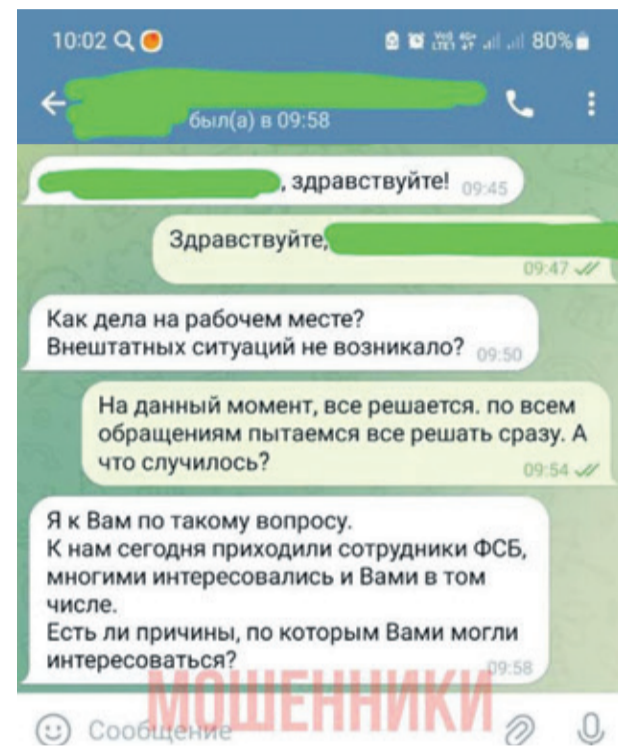 10:02
80%
был(а) в 09:58
, здравствуйте! 09:45
Здравствуйте,
09:47
Как дела на рабочем месте?
Внештатных ситуаций не возникало? 09:50
На данный момент, все решается. по всем
обращениям пытаемся все решать сразу. А
что случилось?
09:54
Я к Вам по такому вопросу.
К нам сегодня приходили сотрудники ФСБ,
многими интересовались и Вами в том
числе.
Есть ли причины, по которым Вами могли
интересоваться?
09:58
МОШЕННИКИ
Сообщение